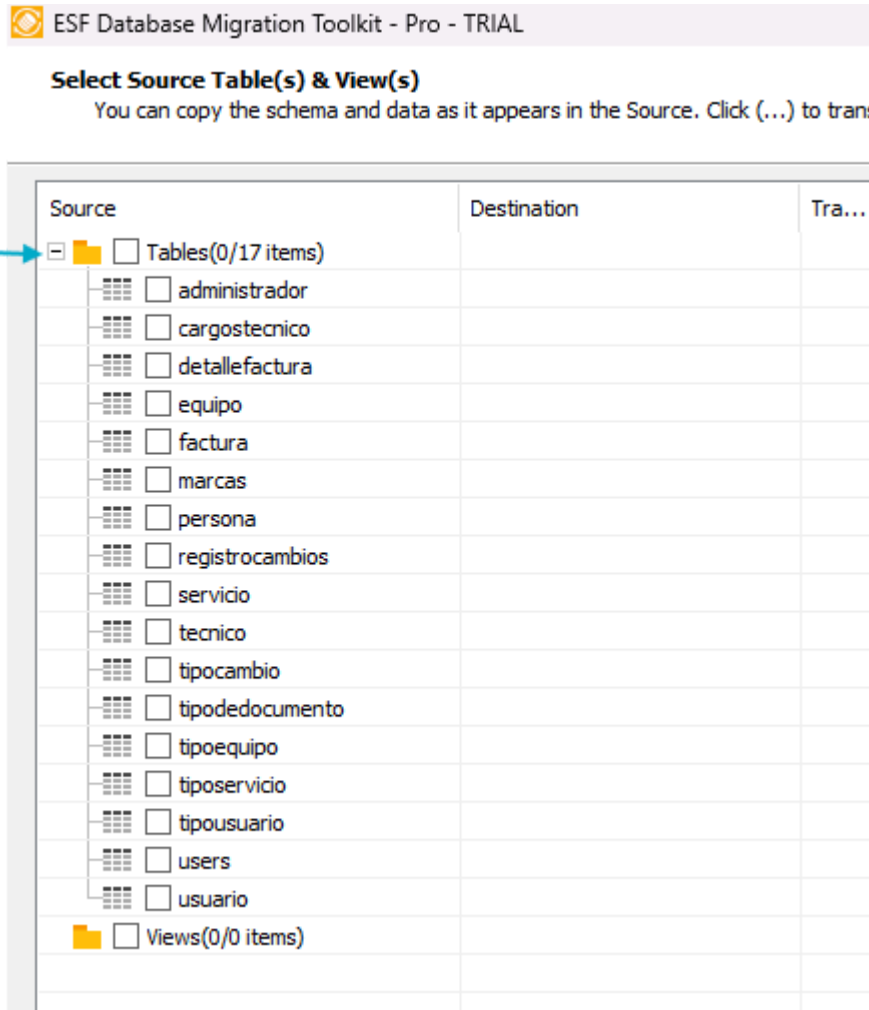 ESF Database Migration Toolkit - Pro - TRIAL
Select Source Table(s) & View(s)
You can copy the schema and data as it appears in the Source. Click (...) to trans
Source Destination Tra...
Tables(0/17 items)
administrador
cargostecnico
detallefactura
equipo
factura
marcas
persona
registrocambios
servicio
tecnico
tipocambio
tipodedocumento
tipoequipo
tiposervicio
tipousuario
users
usuario
Views(0/0 items)